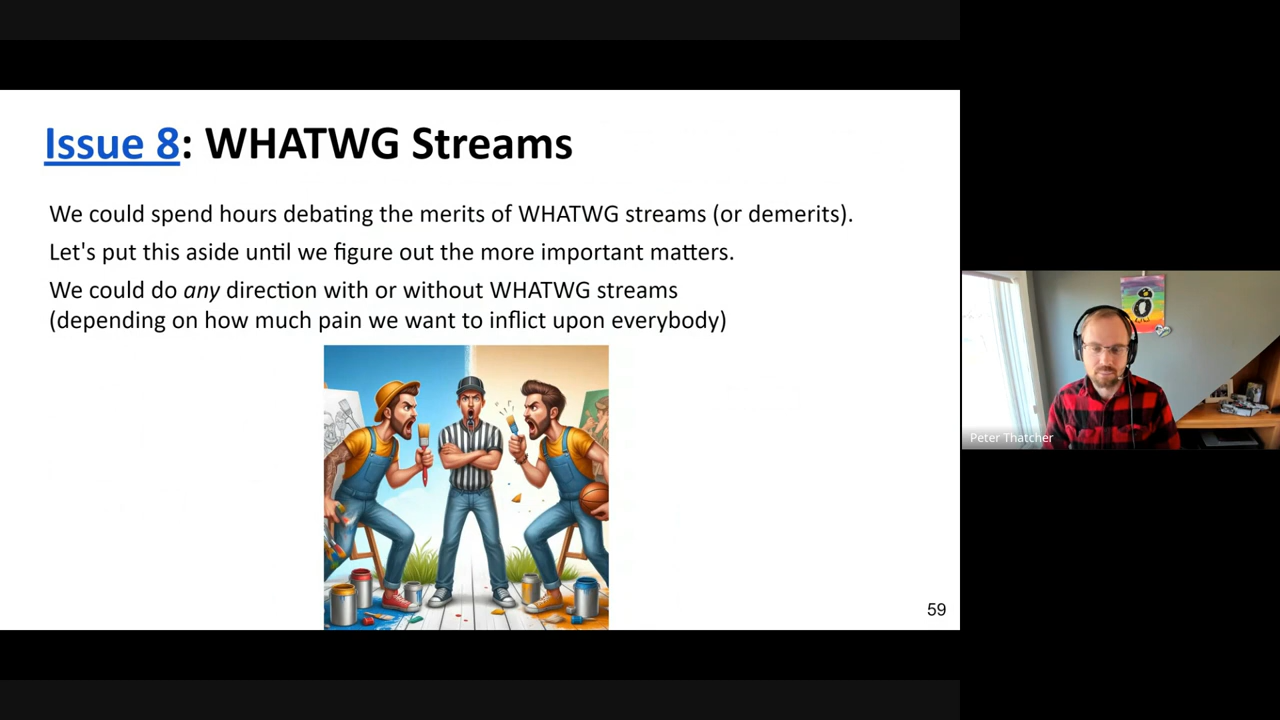 Issue 8: WHATWG Streams
We could spend hours debating the merits of WHATWG streams (or demerits).
Let's put this aside until we figure out the more important matters.
We could do any direction with or without WHATWG streams
(depending on how much pain we want to inflict upon everybody)
59
Peter Thatcher